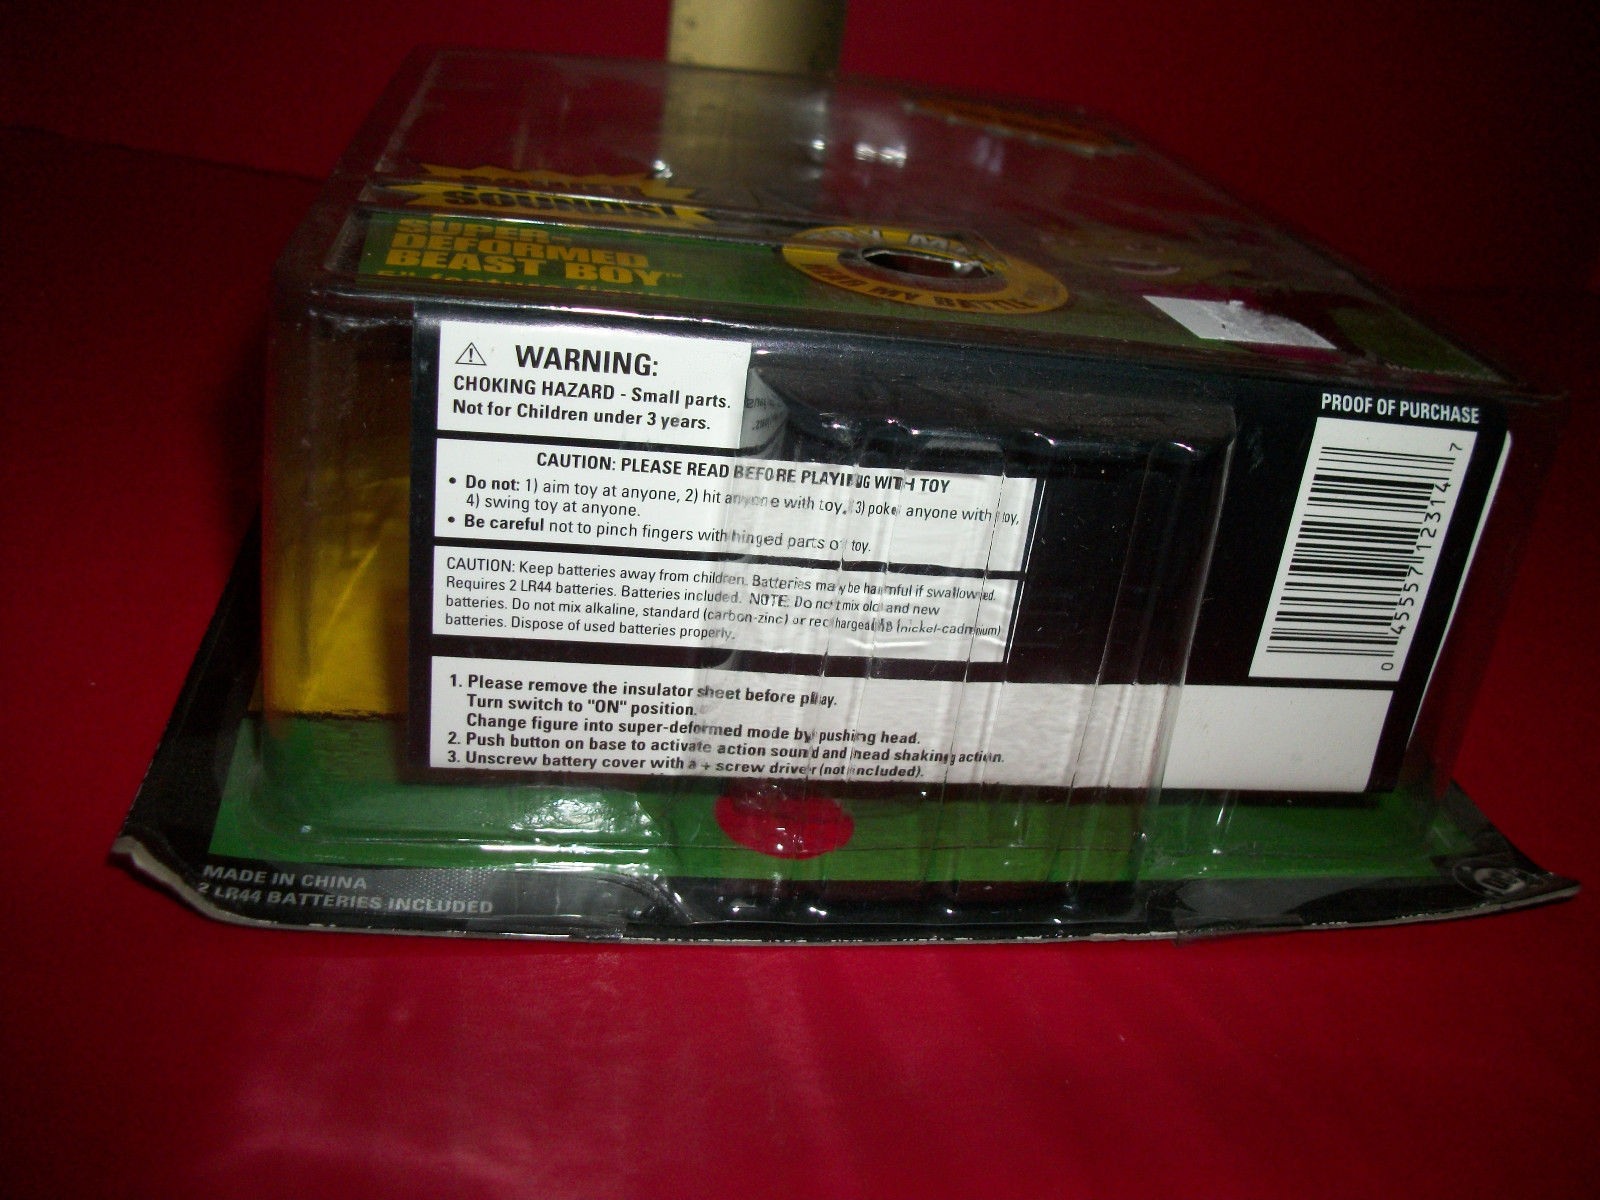 SOUNDS!
SUPER-
DEFORMED
BEAST BOY™
HEAR MY BATTLE
WARNING:
CHOKING HAZARD - Small parts.
Not for Children under 3 years.
CAUTION: PLEASE READ BEFORE PLAYING WITH TOY
• Do not: 1) aim toy at anyone, 2) hit anyone with toy, 3) poke anyone with toy,
4) swing toy at anyone.
• Be careful not to pinch fingers with hinged parts of toy.
CAUTION: Keep batteries away from children. Batteries may be harmful if swallowed.
Requires 2 LR44 batteries. Batteries included. NOTE: Do not mix old and new
batteries. Do not mix alkaline, standard (carbon-zinc) or rechargeable (nickel-cadmium)
batteries. Dispose of used batteries properly.
1. Please remove the insulator sheet before play.
Turn switch to "ON" position.
Change figure into super-deformed mode by pushing head.
2. Push button on base to activate action sound and head shaking action.
3. Unscrew battery cover with a + screw driver (not included).
PROOF OF PURCHASE
0 45557 12314 7
MADE IN CHINA
2 LR44 BATTERIES INCLUDED